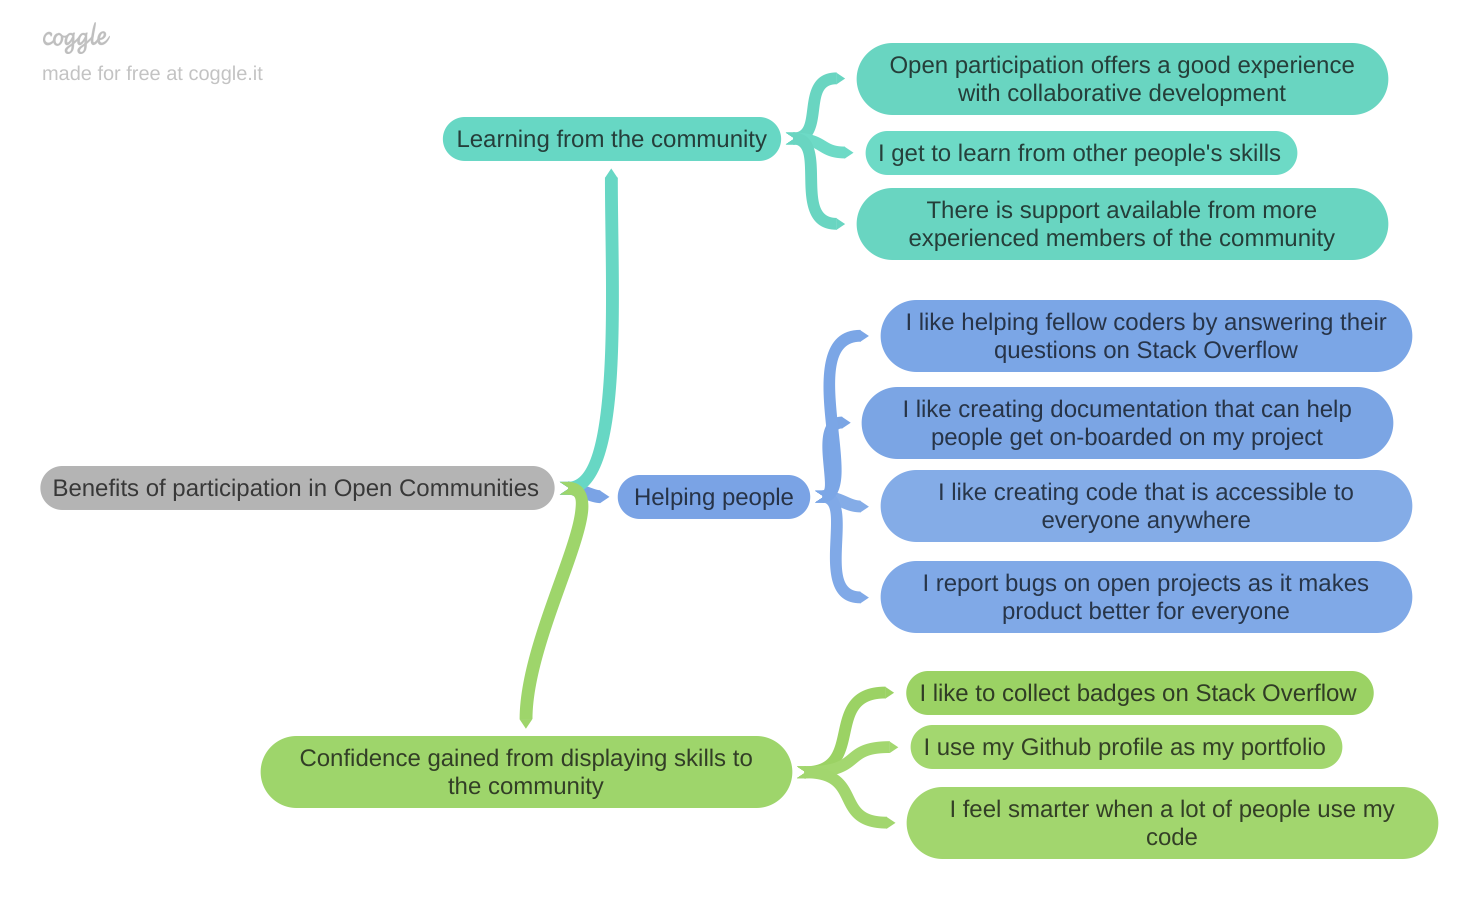 coggle
made for free at coggle.it
Open participation offers a good experience
with collaborative development
Learning from the community
I get to learn from other people's skills
There is support available from more
experienced members of the community
I like helping fellow coders by answering their
questions on Stack Overflow
I like creating documentation that can help
people get on-boarded on my project
Benefits of participation in Open Communities
Helping people
I like creating code that is accessible to
everyone anywhere
I report bugs on open projects as it makes
product better for everyone
I like to collect badges on Stack Overflow
I use my Github profile as my portfolio
Confidence gained from displaying skills to
the community
I feel smarter when a lot of people use my
code